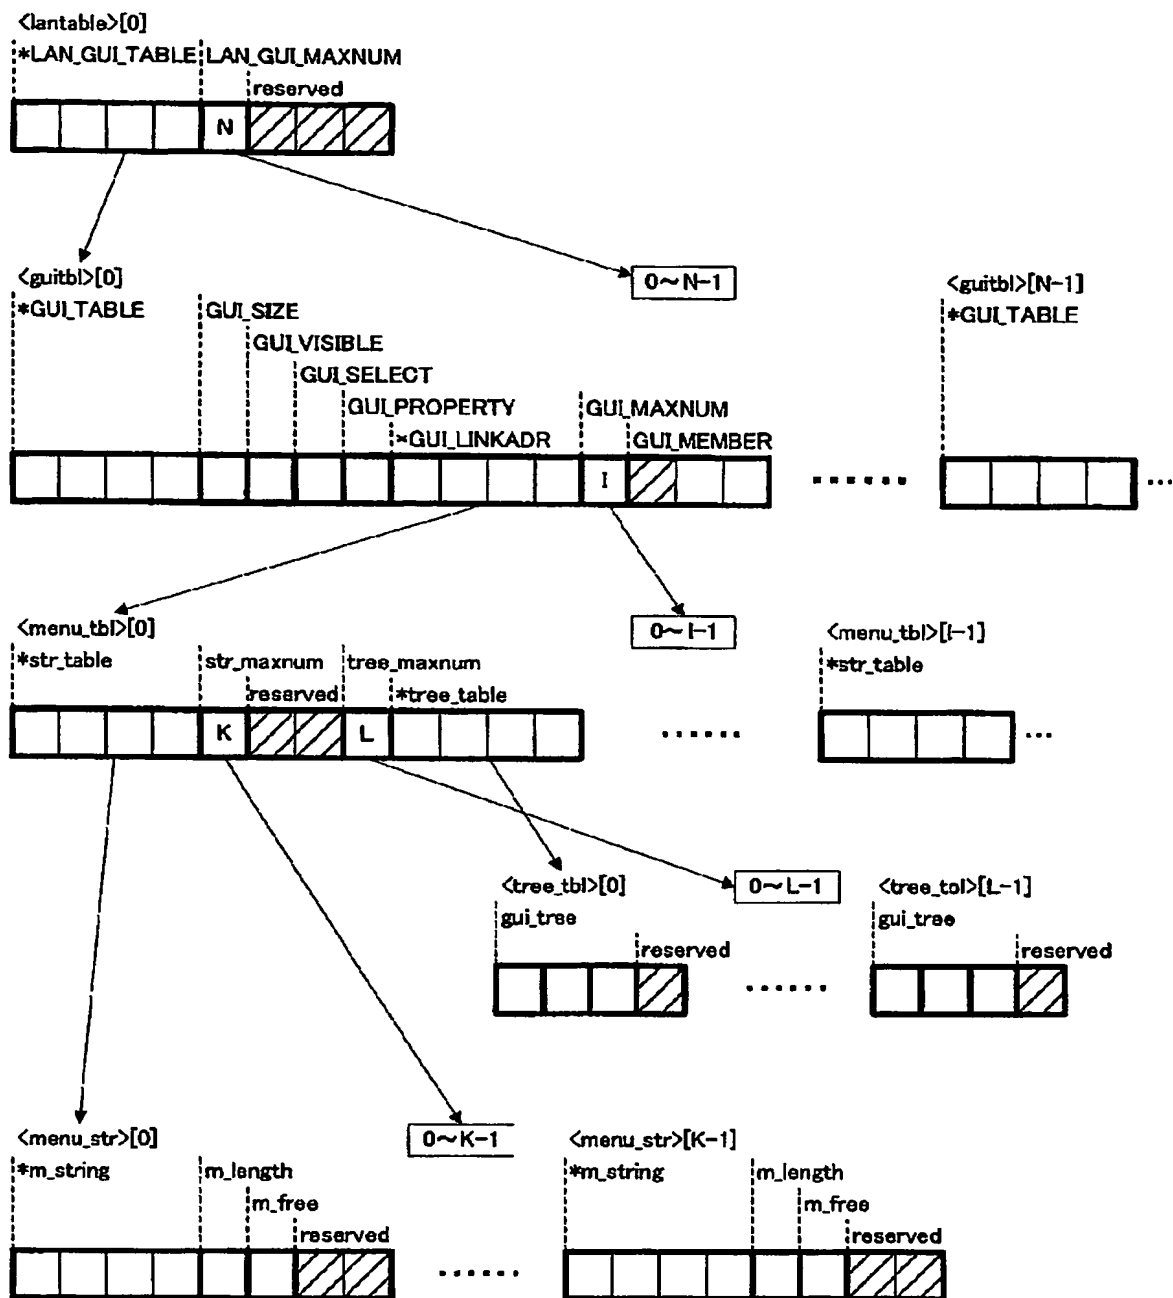 <lantable>[0]
*LAN_GUI_TABLE LAN_GUI_MAXNUM
reserved
N
<guitbl>[0]
0~N-1
<guitbl>[N-1]
*GUI_TABLE GUI_SIZE *GUI_TABLE
GUI_VISIBLE
GUI_SELECT
GUI_PROPERTY GUI_MAXNUM
*GUI_LINKADR GUI_MEMBER
I
......
...
<menu_tbl>[0]
0~I-1
<menu_tbl>[I-1]
*str_table str_maxnum tree_maxnum *str_table
reserved *tree_table
K L
......
...
<tree_tbl>[0]
0~L-1
<tree_tbl>[L-1]
gui_tree gui_tree
reserved reserved
......
<menu_str>[0]
0~K-1
<menu_str>[K-1]
*m_string m_length *m_string m_length
m_free m_free
reserved reserved
......